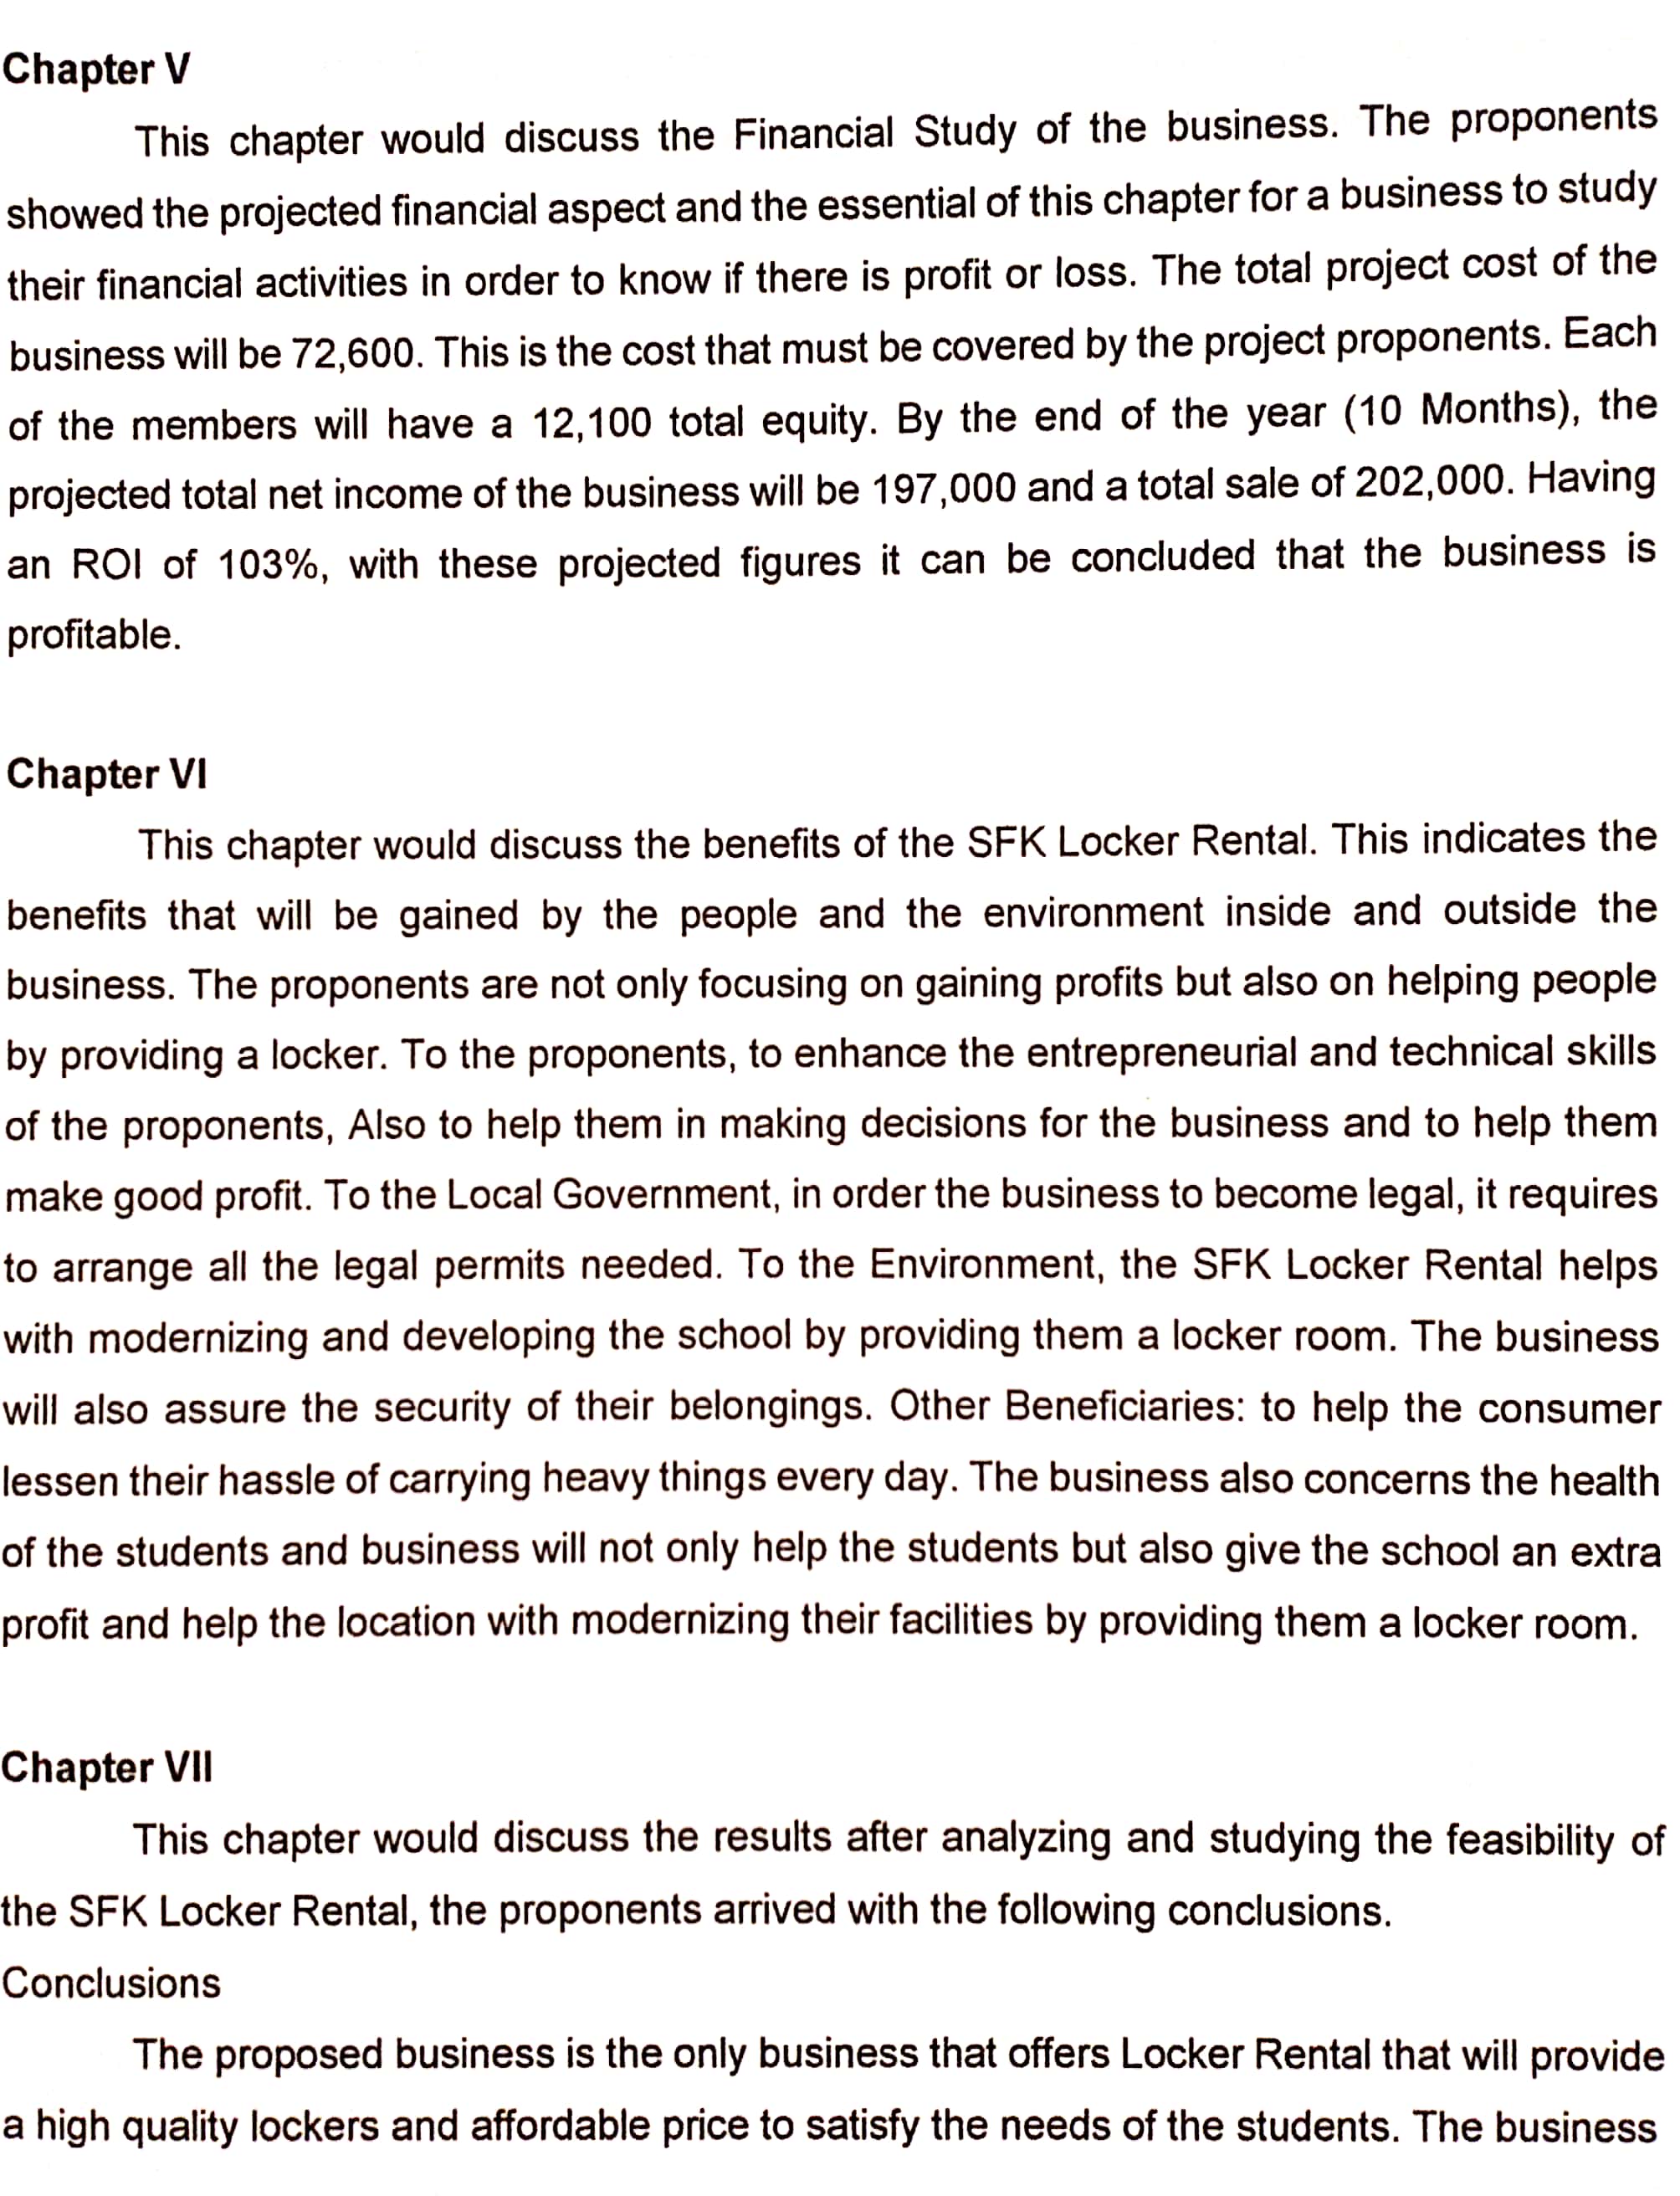 Chapter V
This chapter would discuss the Financial Study of the business. The proponents
showed the projected financial aspect and the essential of this chapter for a business to study
their financial activities in order to know if there is profit or loss. The total project cost of the
business will be 72,600. This is the cost that must be covered by the project proponents. Each
of the members will have a 12,100 total equity. By the end of the year (10 Months), the
projected total net income of the business will be 197,000 and a total sale of 202,000. Having
an ROI of 103%, with these projected figures it can be concluded that the business is
profitable.
Chapter VI
This chapter would discuss the benefits of the SFK Locker Rental. This indicates the
benefits that will be gained by the people and the environment inside and outside the
business. The proponents are not only focusing on gaining profits but also on helping people
by providing a locker. To the proponents, to enhance the entrepreneurial and technical skills
of the proponents, Also to help them in making decisions for the business and to help them
make good profit. To the Local Government, in order the business to become legal, it requires
to arrange all the legal permits needed. To the Environment, the SFK Locker Rental helps
with modernizing and developing the school by providing them a locker room. The business
will also assure the security of their belongings. Other Beneficiaries: to help the consumer
lessen their hassle of carrying heavy things every day. The business also concerns the health
of the students and business will not only help the students but also give the school an extra
profit and help the location with modernizing their facilities by providing them a locker room.
Chapter VII
This chapter would discuss the results after analyzing and studying the feasibility of
the SFK Locker Rental, the proponents arrived with the following conclusions.
Conclusions
The proposed business is the only business that offers Locker Rental that will provide
a high quality lockers and affordable price to satisfy the needs of the students. The business